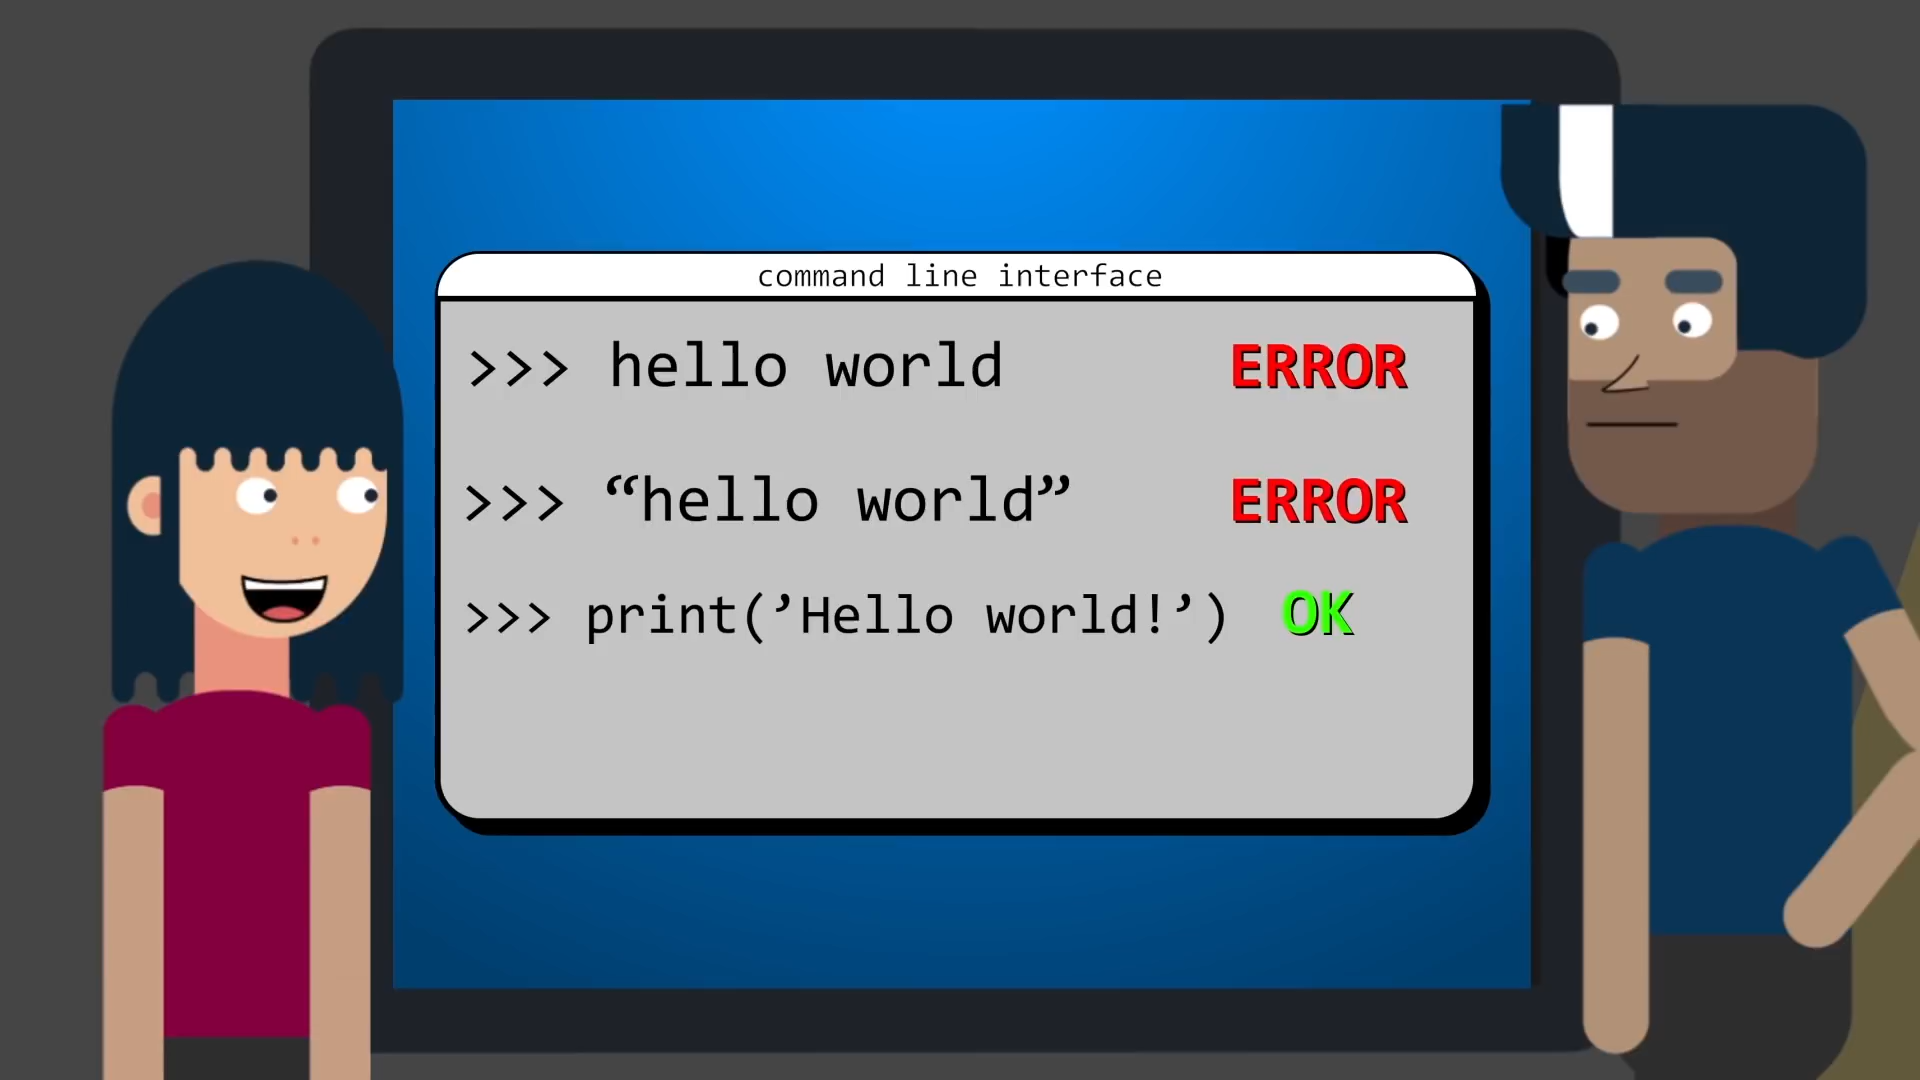 command line interface
>>> hello world ERROR
>>> “hello world” ERROR
>>> print(’Hello world!’) OK